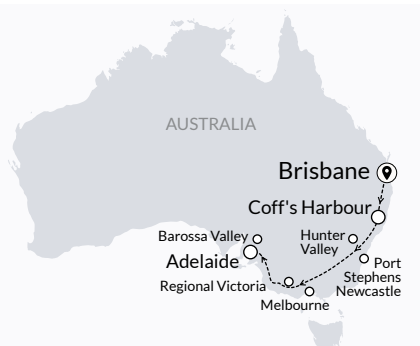 AUSTRALIA
Brisbane
Coff's Harbour
Barossa Valley
Hunter
Valley
Adelaide
Port
Stephens
Newcastle
Regional Victoria
Melbourne